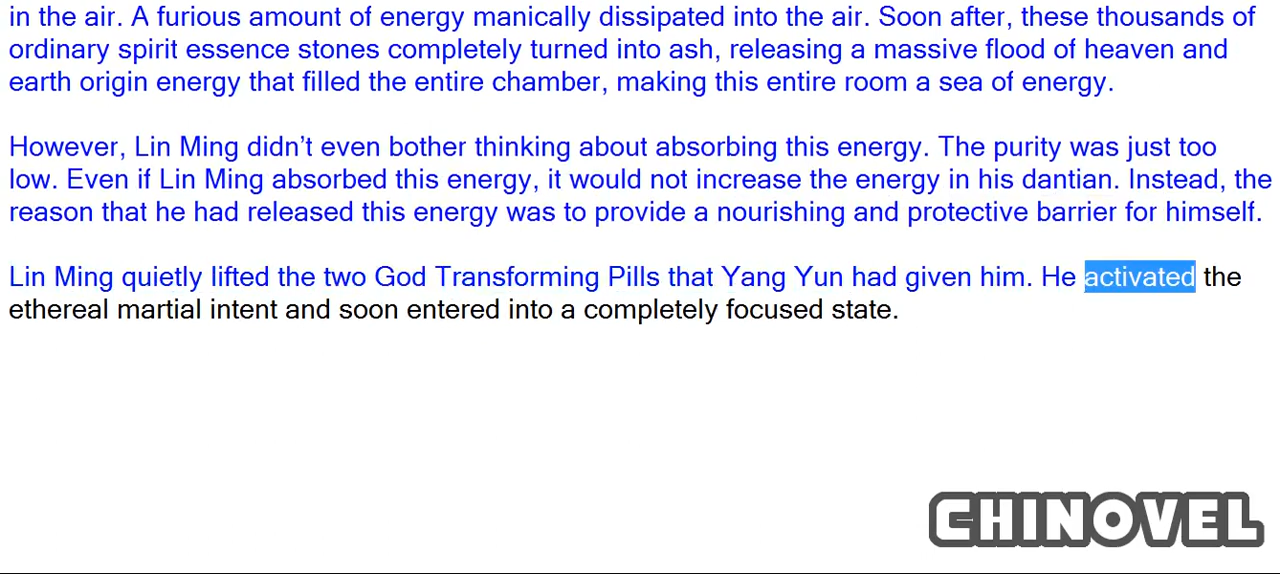 in the air. A furious amount of energy manically dissipated into the air. Soon after, these thousands of
ordinary spirit essence stones completely turned into ash, releasing a massive flood of heaven and
earth origin energy that filled the entire chamber, making this entire room a sea of energy.
However, Lin Ming didn’t even bother thinking about absorbing this energy. The purity was just too
low. Even if Lin Ming absorbed this energy, it would not increase the energy in his dantian. Instead, the
reason that he had released this energy was to provide a nourishing and protective barrier for himself.
Lin Ming quietly lifted the two God Transforming Pills that Yang Yun had given him. He activated the
ethereal martial intent and soon entered into a completely focused state.
CHINOVEL